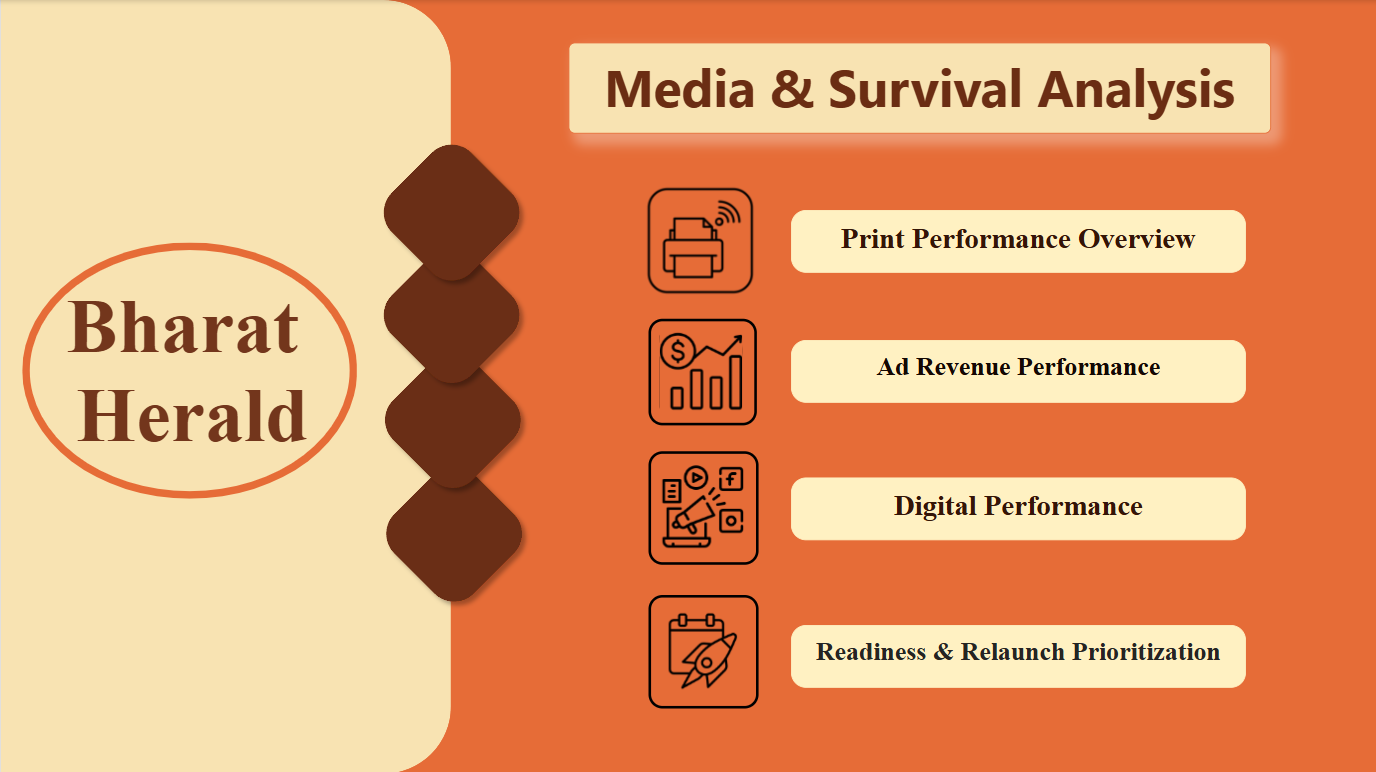 Bharat
Herald
Media & Survival Analysis
Print Performance Overview
$
Ad Revenue Performance
f
Digital Performance
Readiness & Relaunch Prioritization